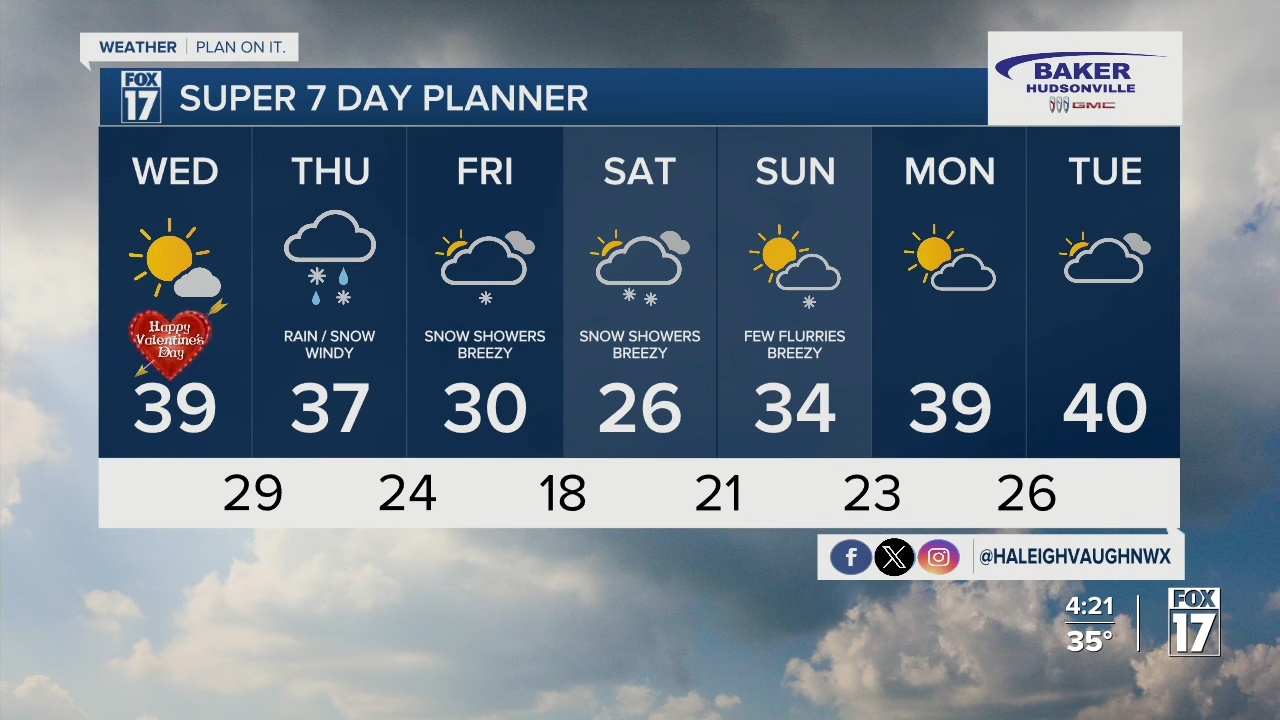 WEATHER PLAN ON IT.
FOX
17
SUPER 7 DAY PLANNER
BAKER
HUDSONVILLE
GMC
WED THU FRI SAT SUN MON TUE
Happy
Valentine's
Day
RAIN / SNOW
WINDY
SNOW SHOWERS
BREEZY
SNOW SHOWERS
BREEZY
FEW FLURRIES
BREEZY
39 37 30 26 34 39 40
29 24 18 21 23 26
@HALEIGHVAUGHNWX
4:21
35°
FOX
17